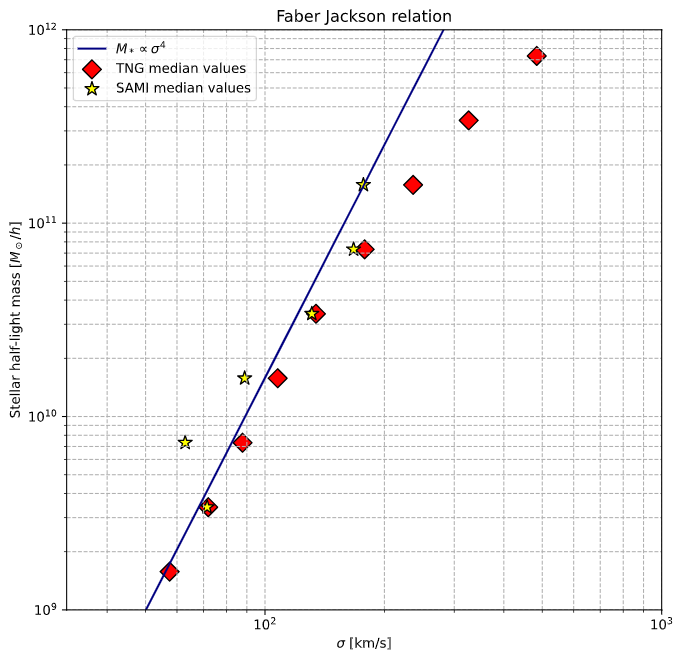 Faber Jackson relation
M* ∝ σ⁴
TNG median values
SAMI median values
10¹²
10¹¹
10¹⁰
10⁹
Stellar half-light mass [M⊙/h]
10²
10³
σ [km/s]